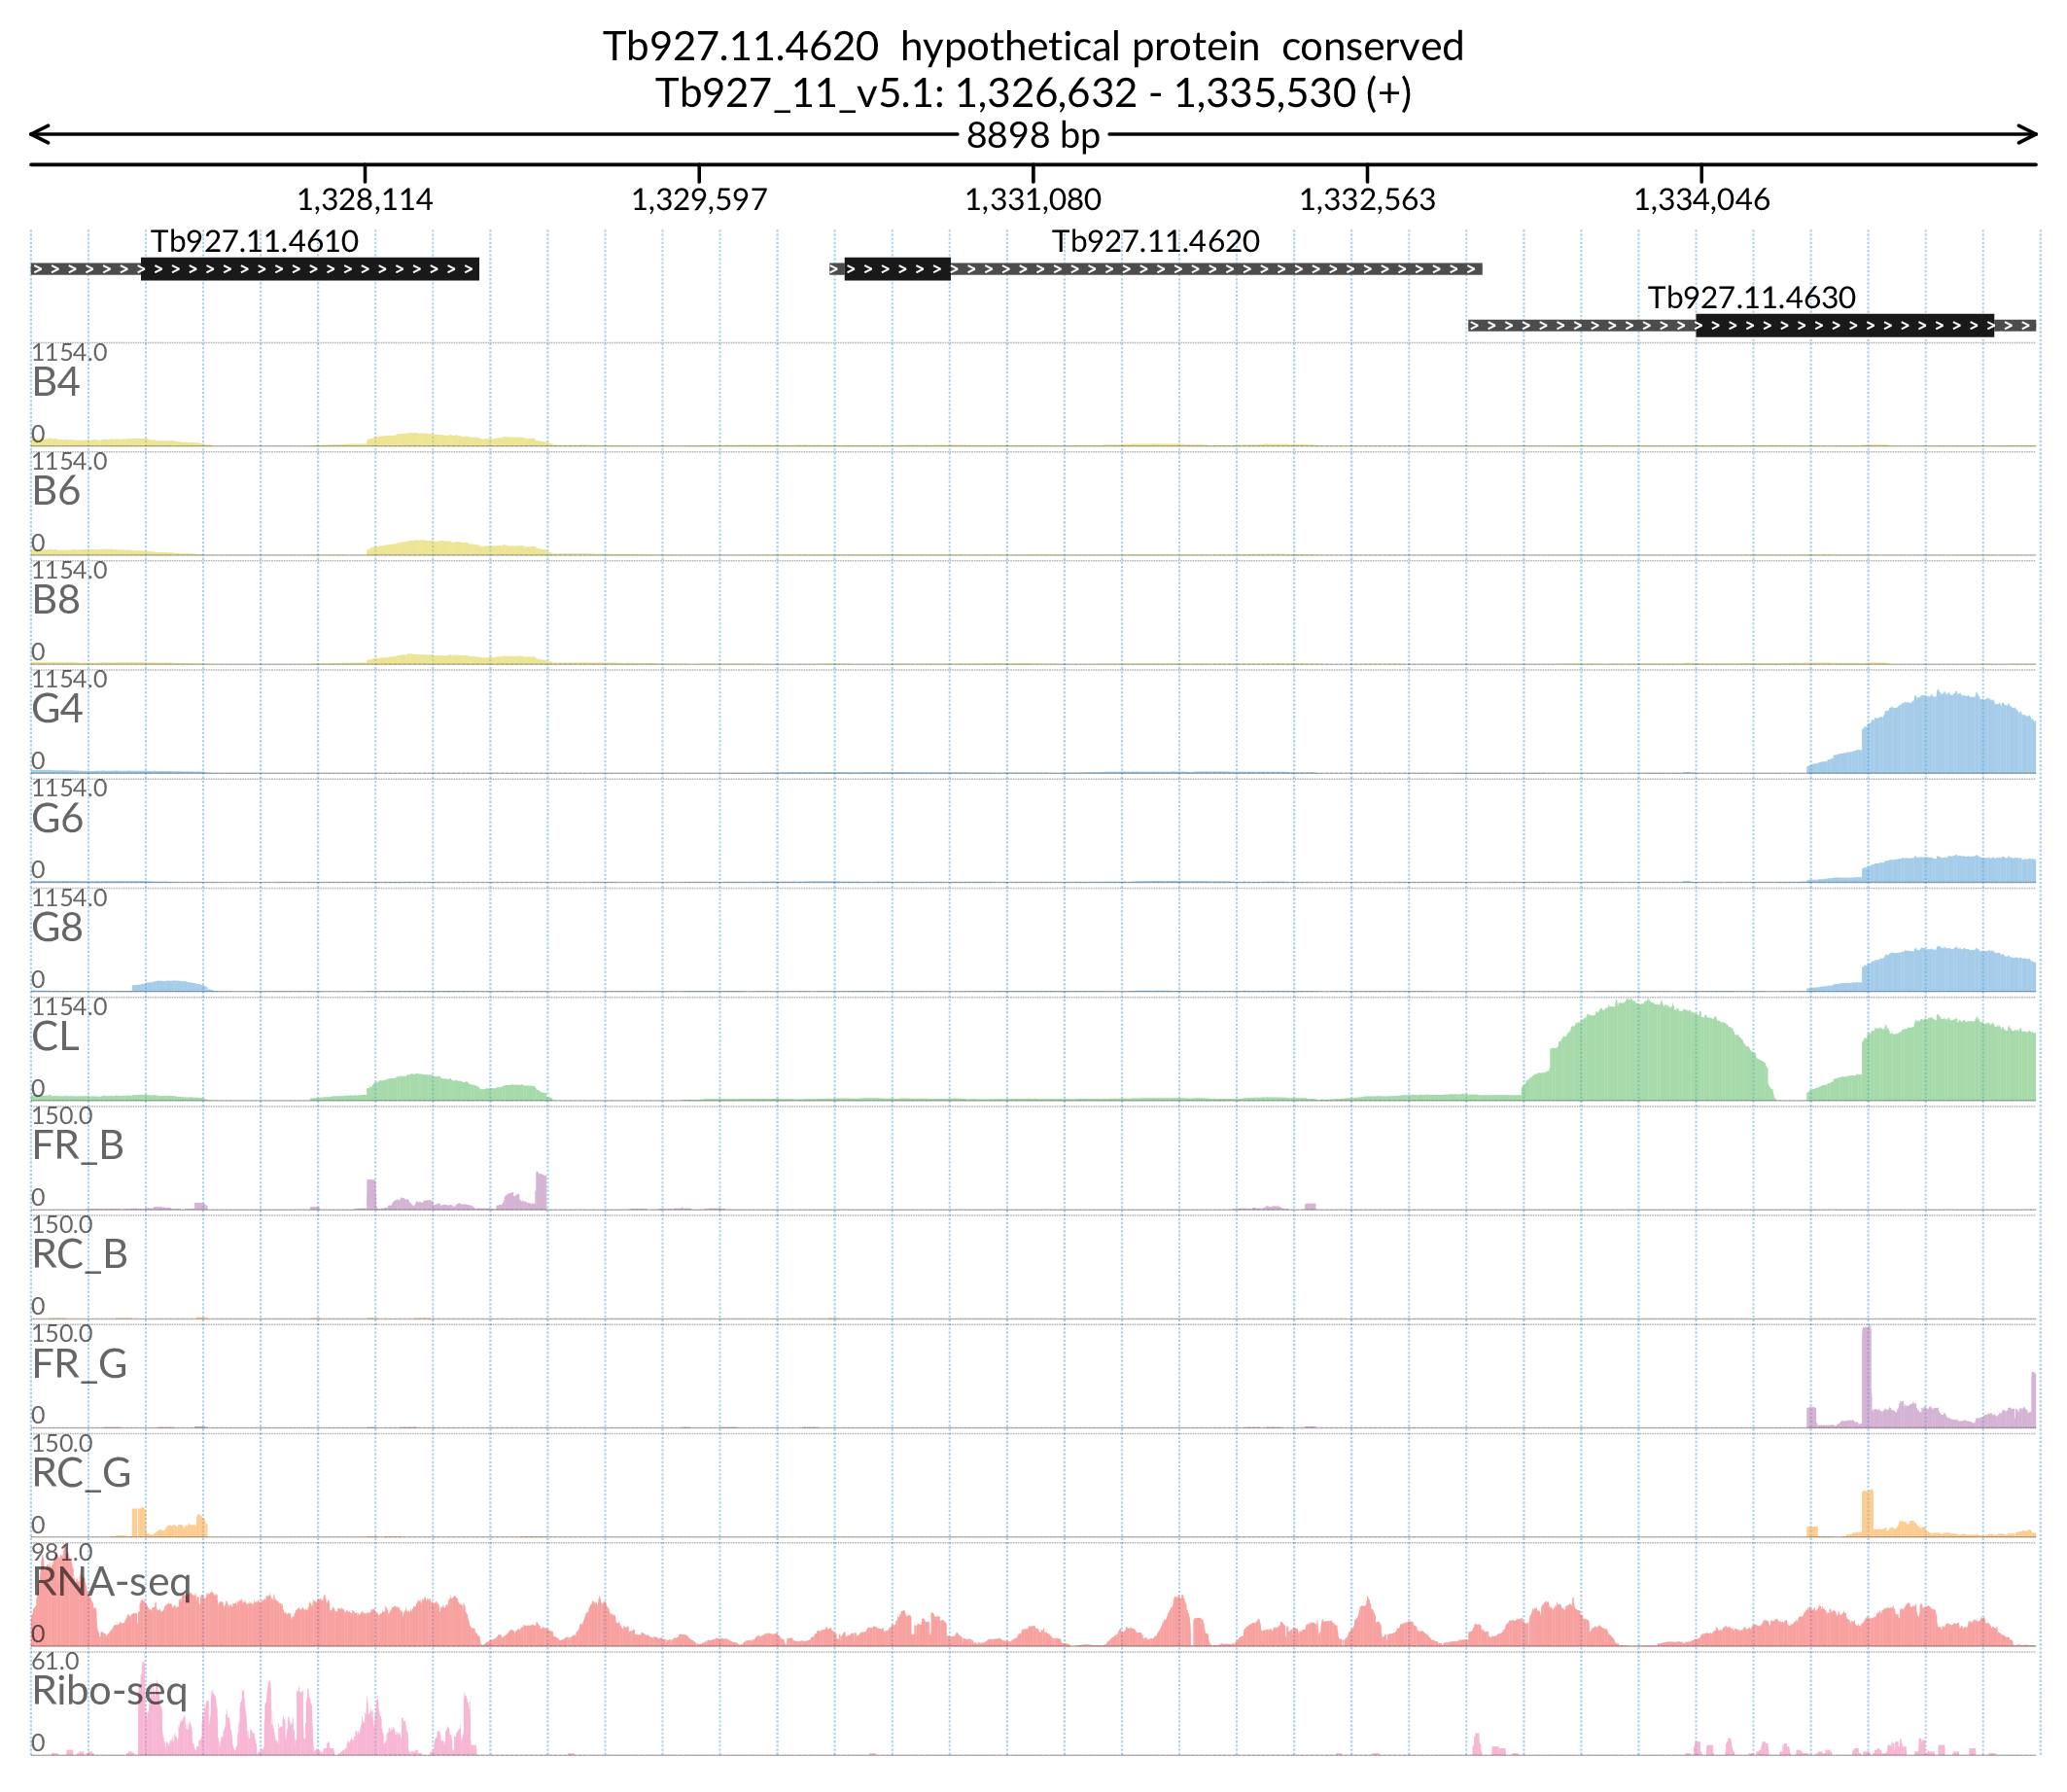 Tb927.11.4620  hypothetical protein  conserved
Tb927_11_v5.1: 1,326,632 - 1,335,530 (+)
8898 bp
1,328,114 1,329,597 1,331,080 1,332,563 1,334,046
Tb927.11.4610 Tb927.11.4620
Tb927.11.4630
1154.0
B4
0
1154.0
B6
0
1154.0
B8
0
1154.0
G4
0
1154.0
G6
0
1154.0
G8
0
1154.0
CL
0
150.0
FR_B
0
150.0
RC_B
0
150.0
FR_G
0
150.0
RC_G
0
981.0
RNA-seq
0
61.0
Ribo-seq
0